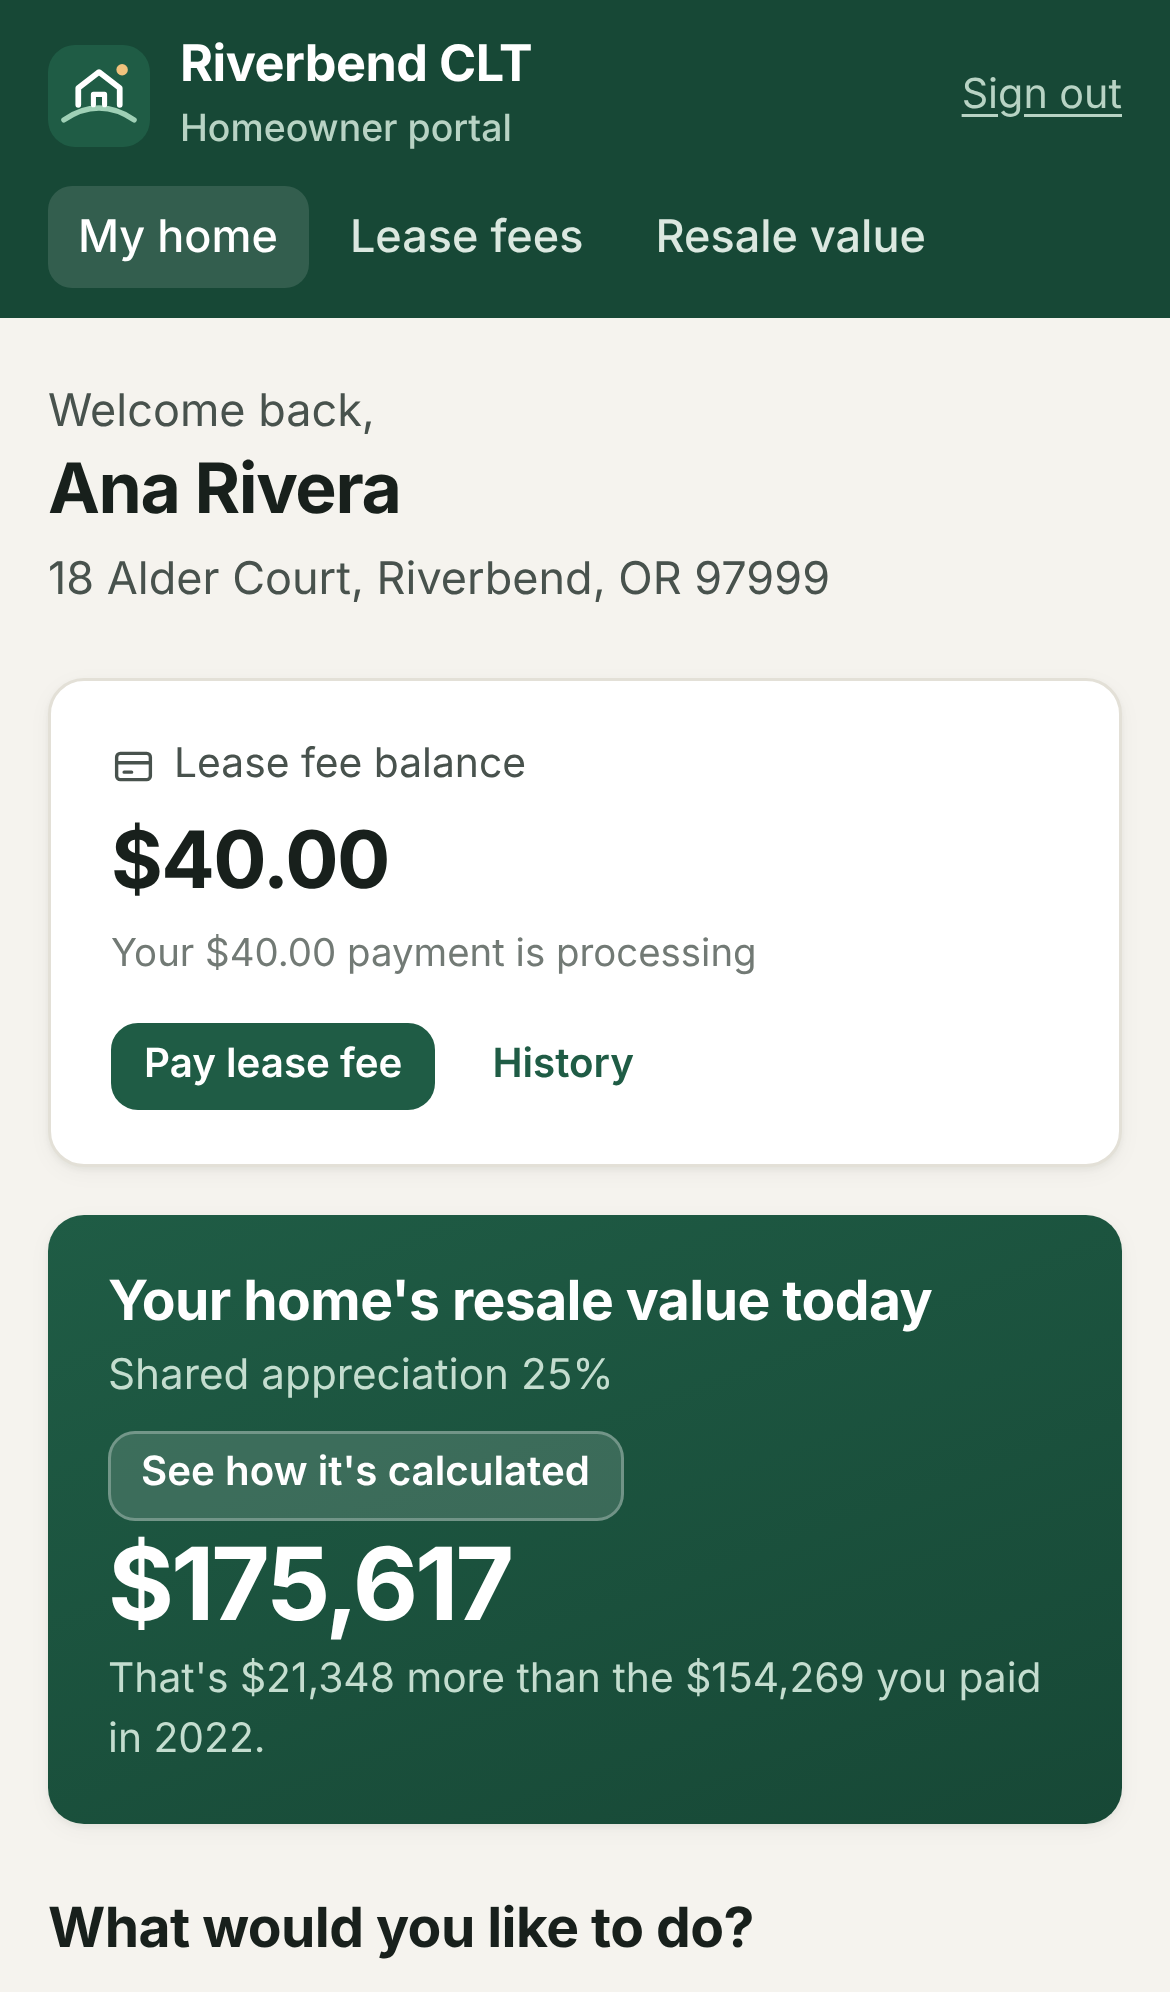 Riverbend CLT
Homeowner portal
Sign out
My home
Lease fees
Resale value
Welcome back,
Ana Rivera
18 Alder Court, Riverbend, OR 97999
Lease fee balance
$40.00
Your $40.00 payment is processing
Pay lease fee
History
Your home's resale value today
Shared appreciation 25%
See how it's calculated
$175,617
That's $21,348 more than the $154,269 you paid
in 2022.
What would you like to do?